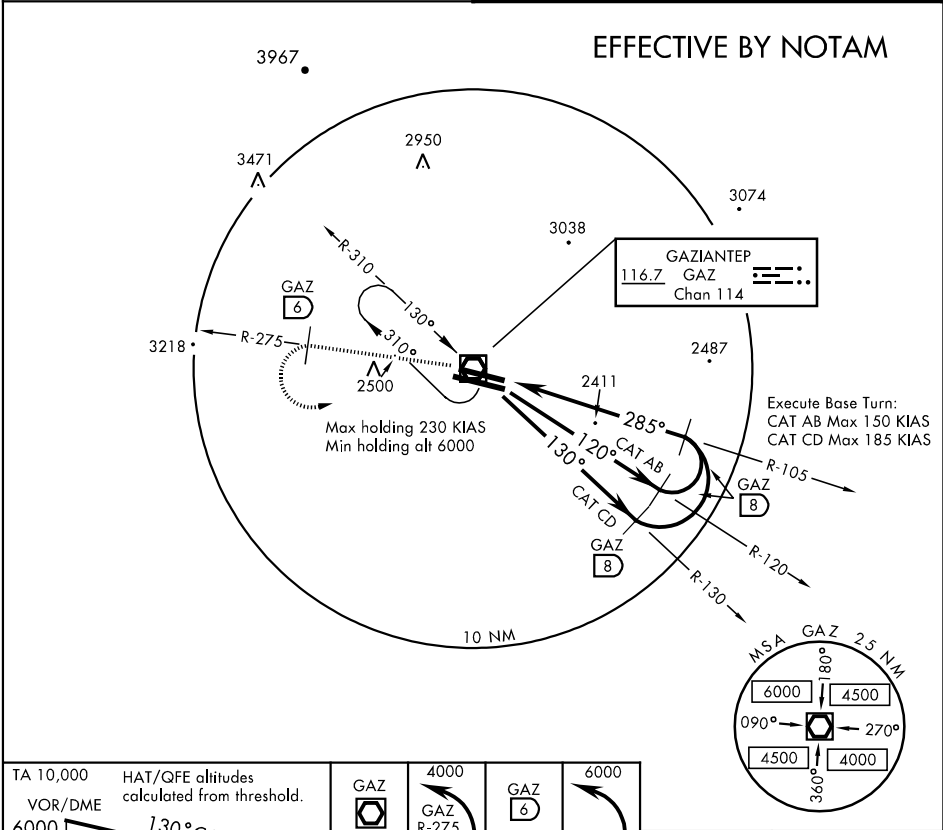 EFFECTIVE BY NOTAM
3967
2950
3471
3074
3038
GAZIANTEP
116.7 GAZ
Chan 114
R-310
GAZ
6
130°
310°
R-275
3218
2500
2487
2411
Max holding 230 KIAS
Min holding alt 6000
Execute Base Turn:
CAT AB Max 150 KIAS
CAT CD Max 185 KIAS
285°
120°
CAT AB
130°
CAT CD
R-105
GAZ
8
GAZ
8
R-120
R-130
10 NM
MSA GAZ 25 NM
180°
6000
4500
090°
270°
4500
4000
360°
TA 10,000
HAT/QFE altitudes
calculated from threshold.
VOR/DME
6000
130°
GAZ
4000
GAZ
R-275
GAZ
6
6000